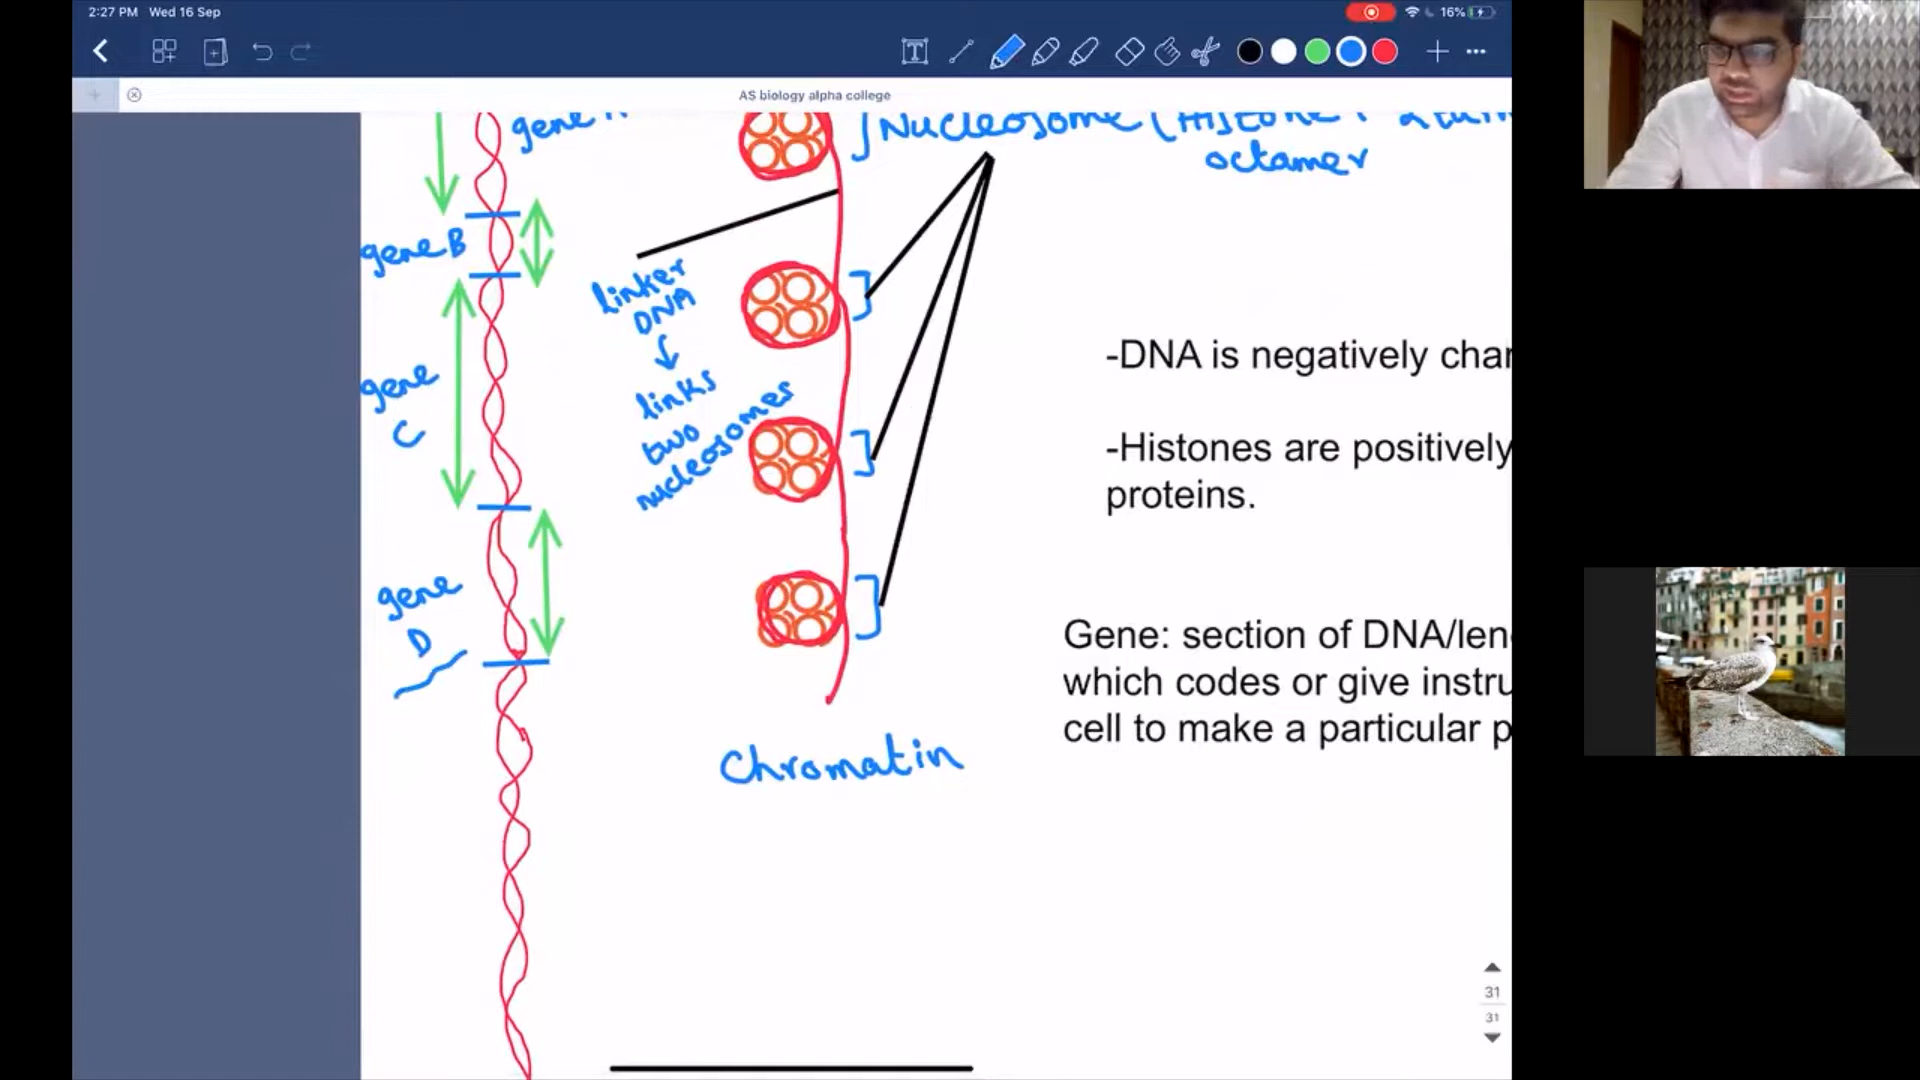 2:27 PM Wed 16 Sep
16%
AS biology alpha college
gene
Nucleosome (Histone
octamer
gene B
linker
DNA
links
two
nucleosomes
gene
C
-DNA is negatively char
-Histones are positively
proteins.
gene
D
Gene: section of DNA/len
which codes or give instru
cell to make a particular p
Chromatin
31
31